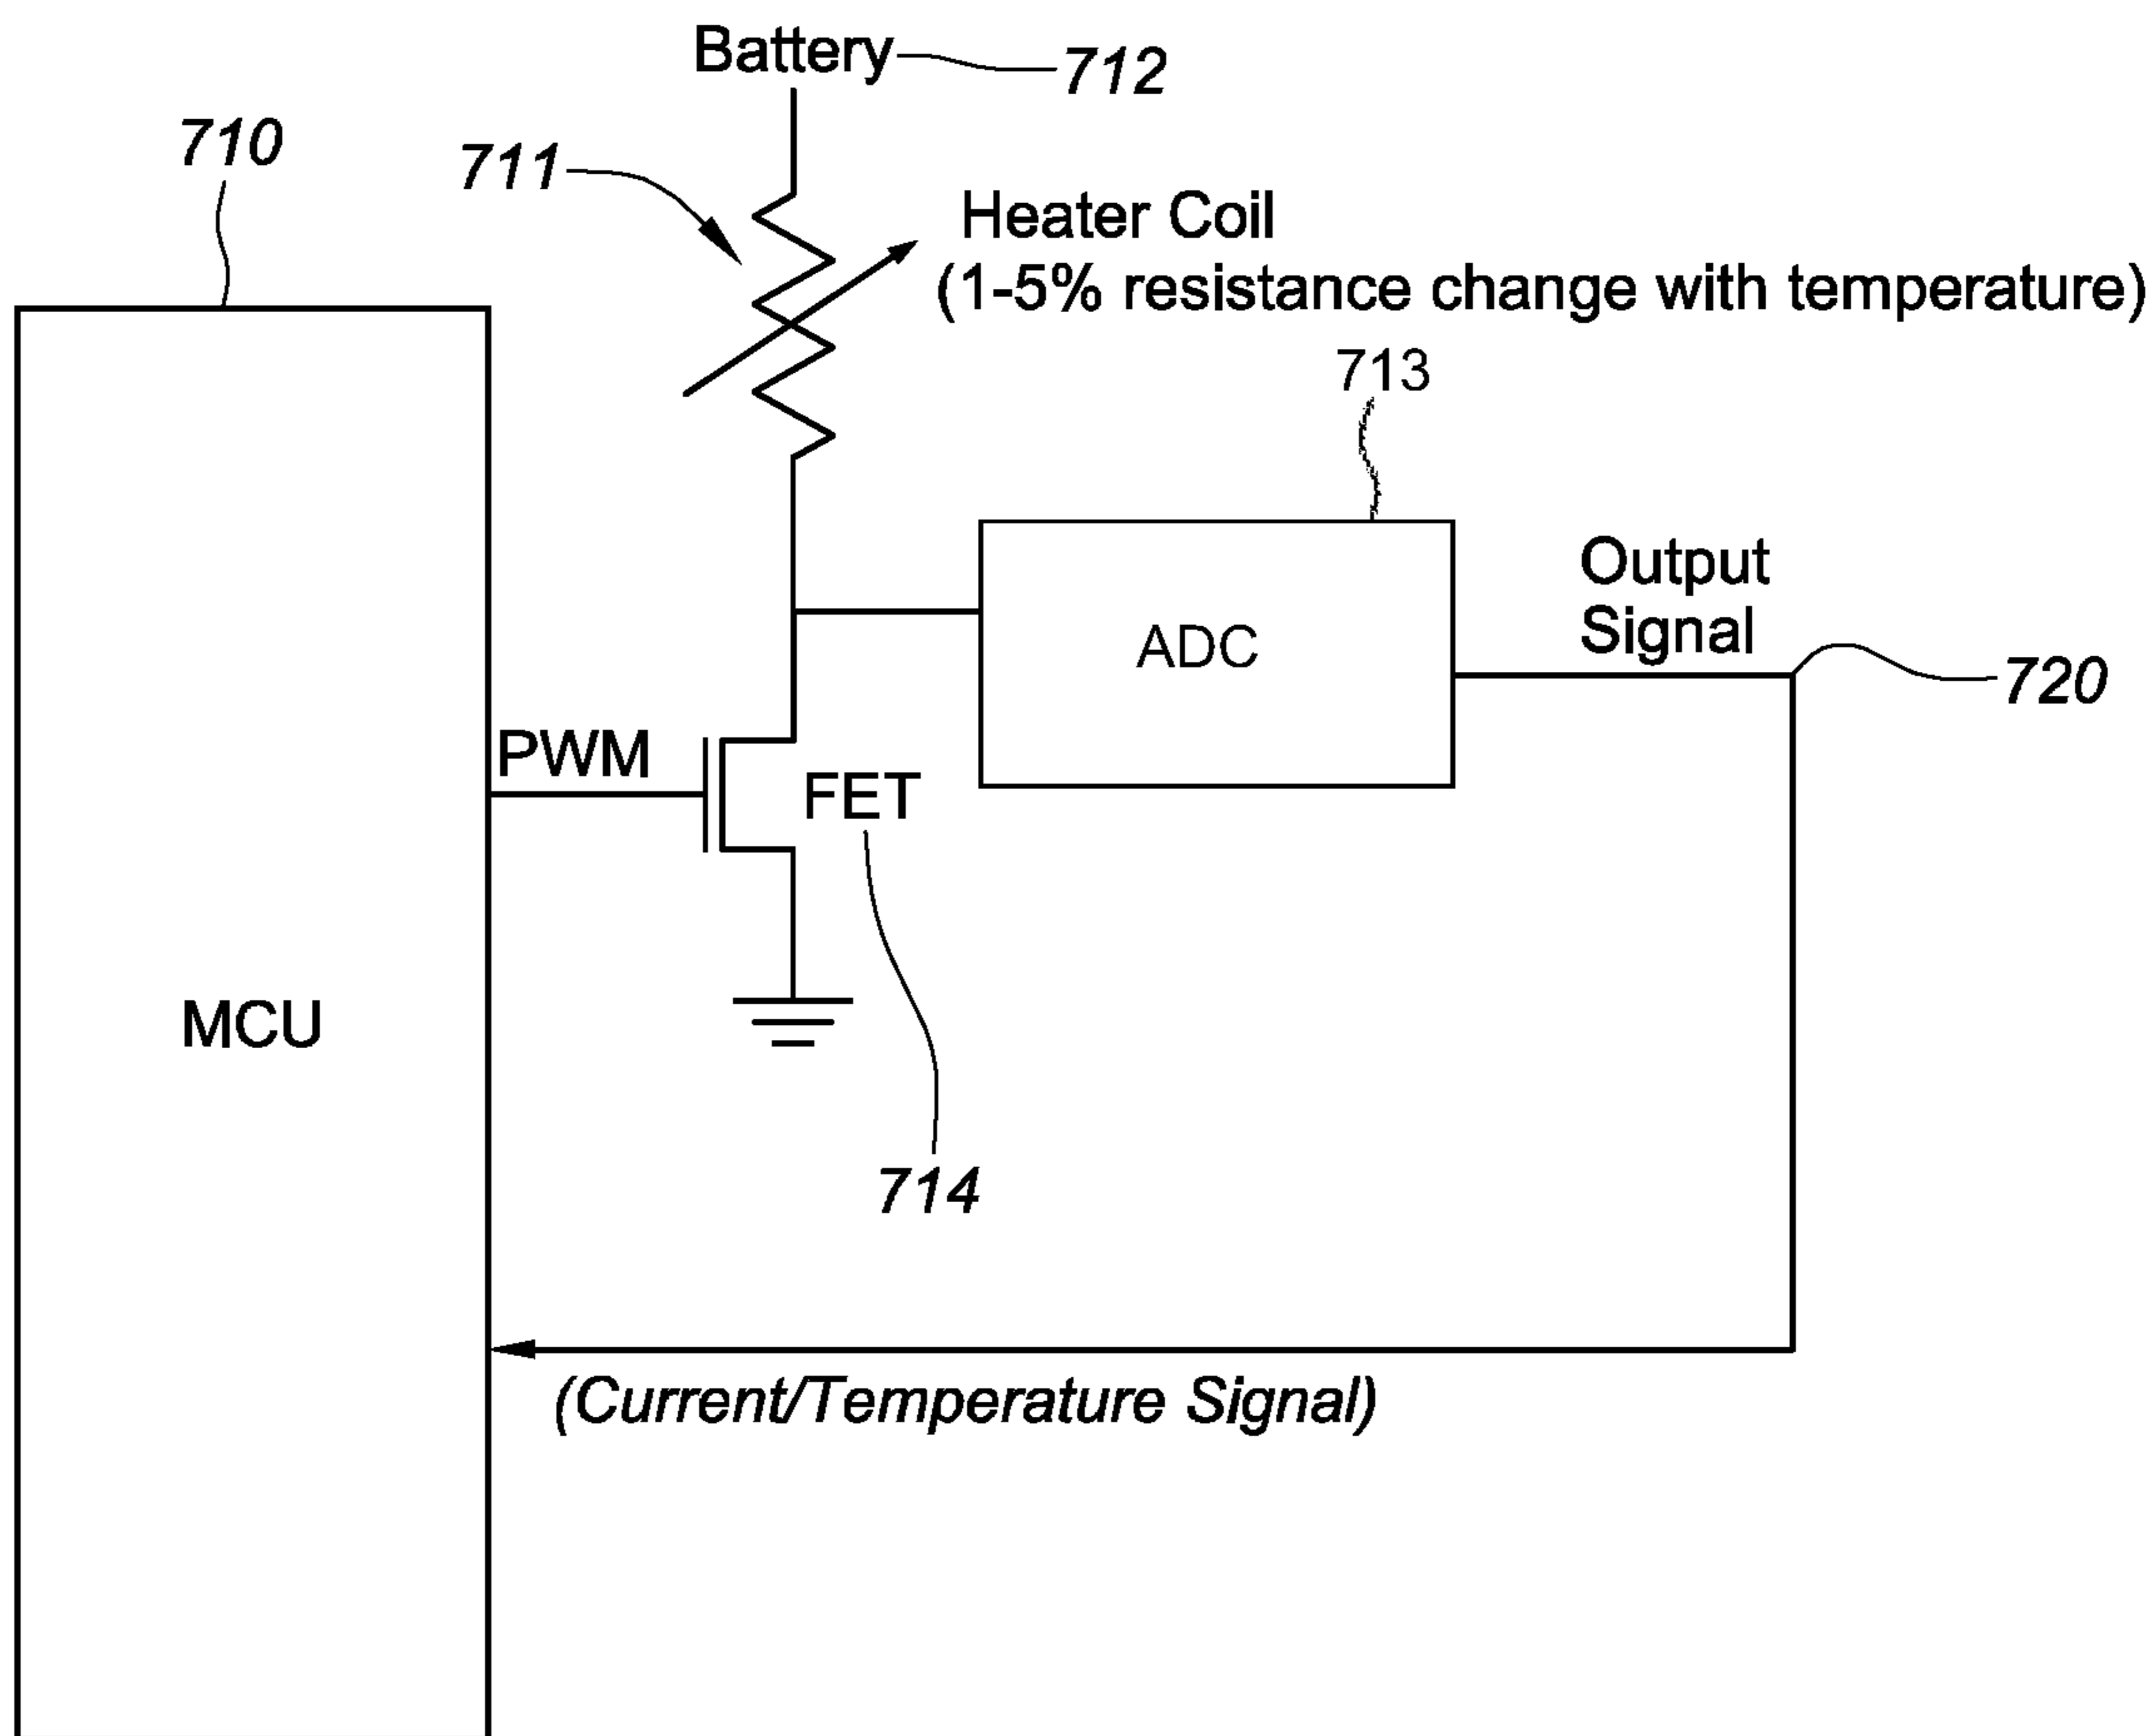 Battery
712
710
711
Heater Coil
(1-5% resistance change with temperature)
713
Output
Signal
ADC
720
PWM
FET
MCU
714
(Current/Temperature Signal)